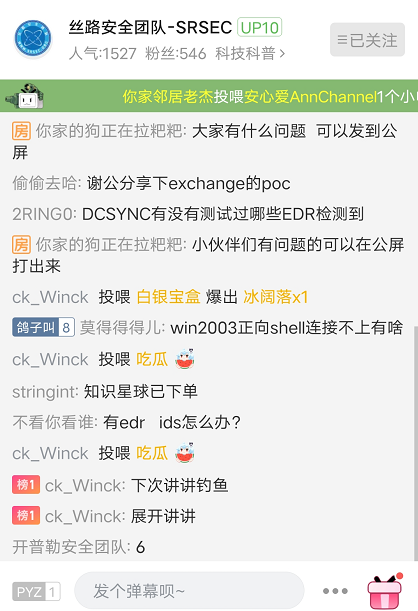 丝路安全团队-SRSEC UP10
人气:1527 粉丝:546 科技科普>
≡已关注
你家邻居老杰投喂安心爱AnnChannel1个小
房 你家的狗正在拉粑粑: 大家有什么问题 可以发到公
屏
偷偷去哈: 谢公分享下exchange的poc
2RING0: DCSYNC有没有测试过哪些EDR检测到
房 你家的狗正在拉粑粑: 小伙伴们有问题的可以在公屏
打出来
ck_Winck 投喂 白银宝盒 爆出 冰阔落x1
鸽子叫 8 莫得得得儿: win2003正向shell连接不上有啥
ck_Winck 投喂 吃瓜
stringint: 知识星球已下单
不看你看谁: 有edr ids怎么办?
ck_Winck 投喂 吃瓜
榜1 ck_Winck: 下次讲讲钓鱼
榜1 ck_Winck: 展开讲讲
开普勒安全团队: 6
PYZ 1 发个弹幕呗~